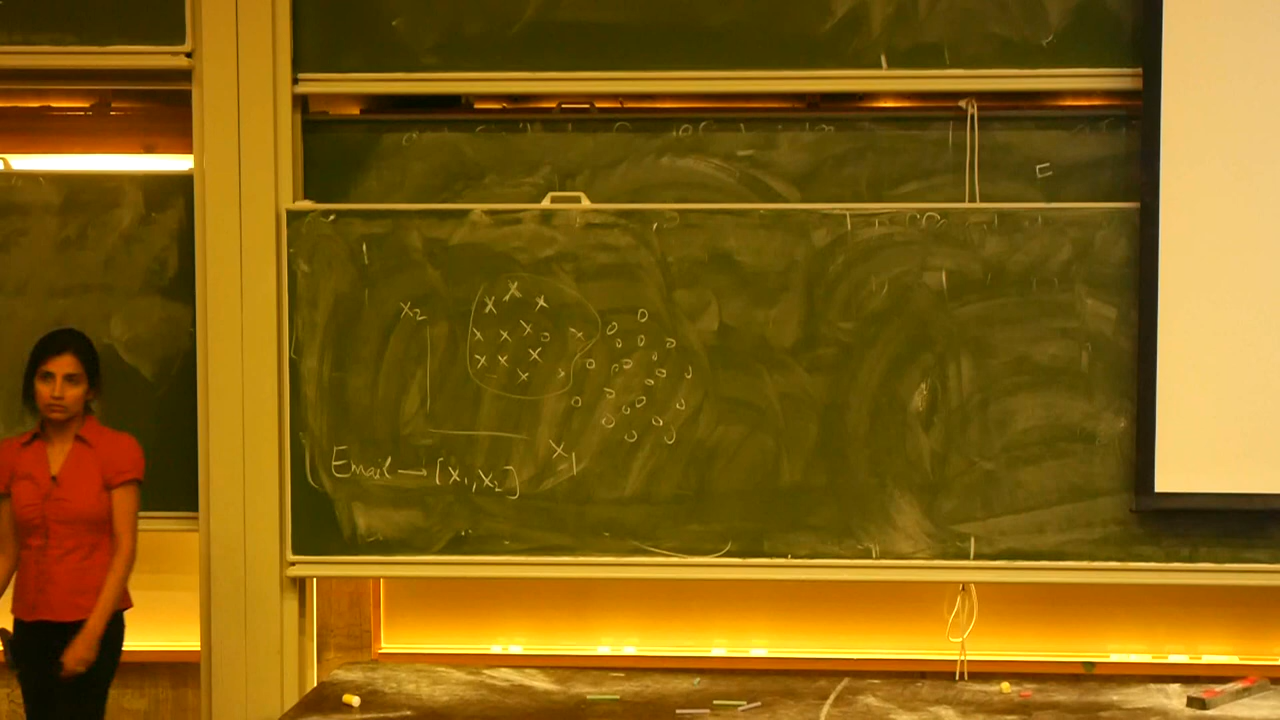 x₂
x₁
Email → [x₁, x₂]